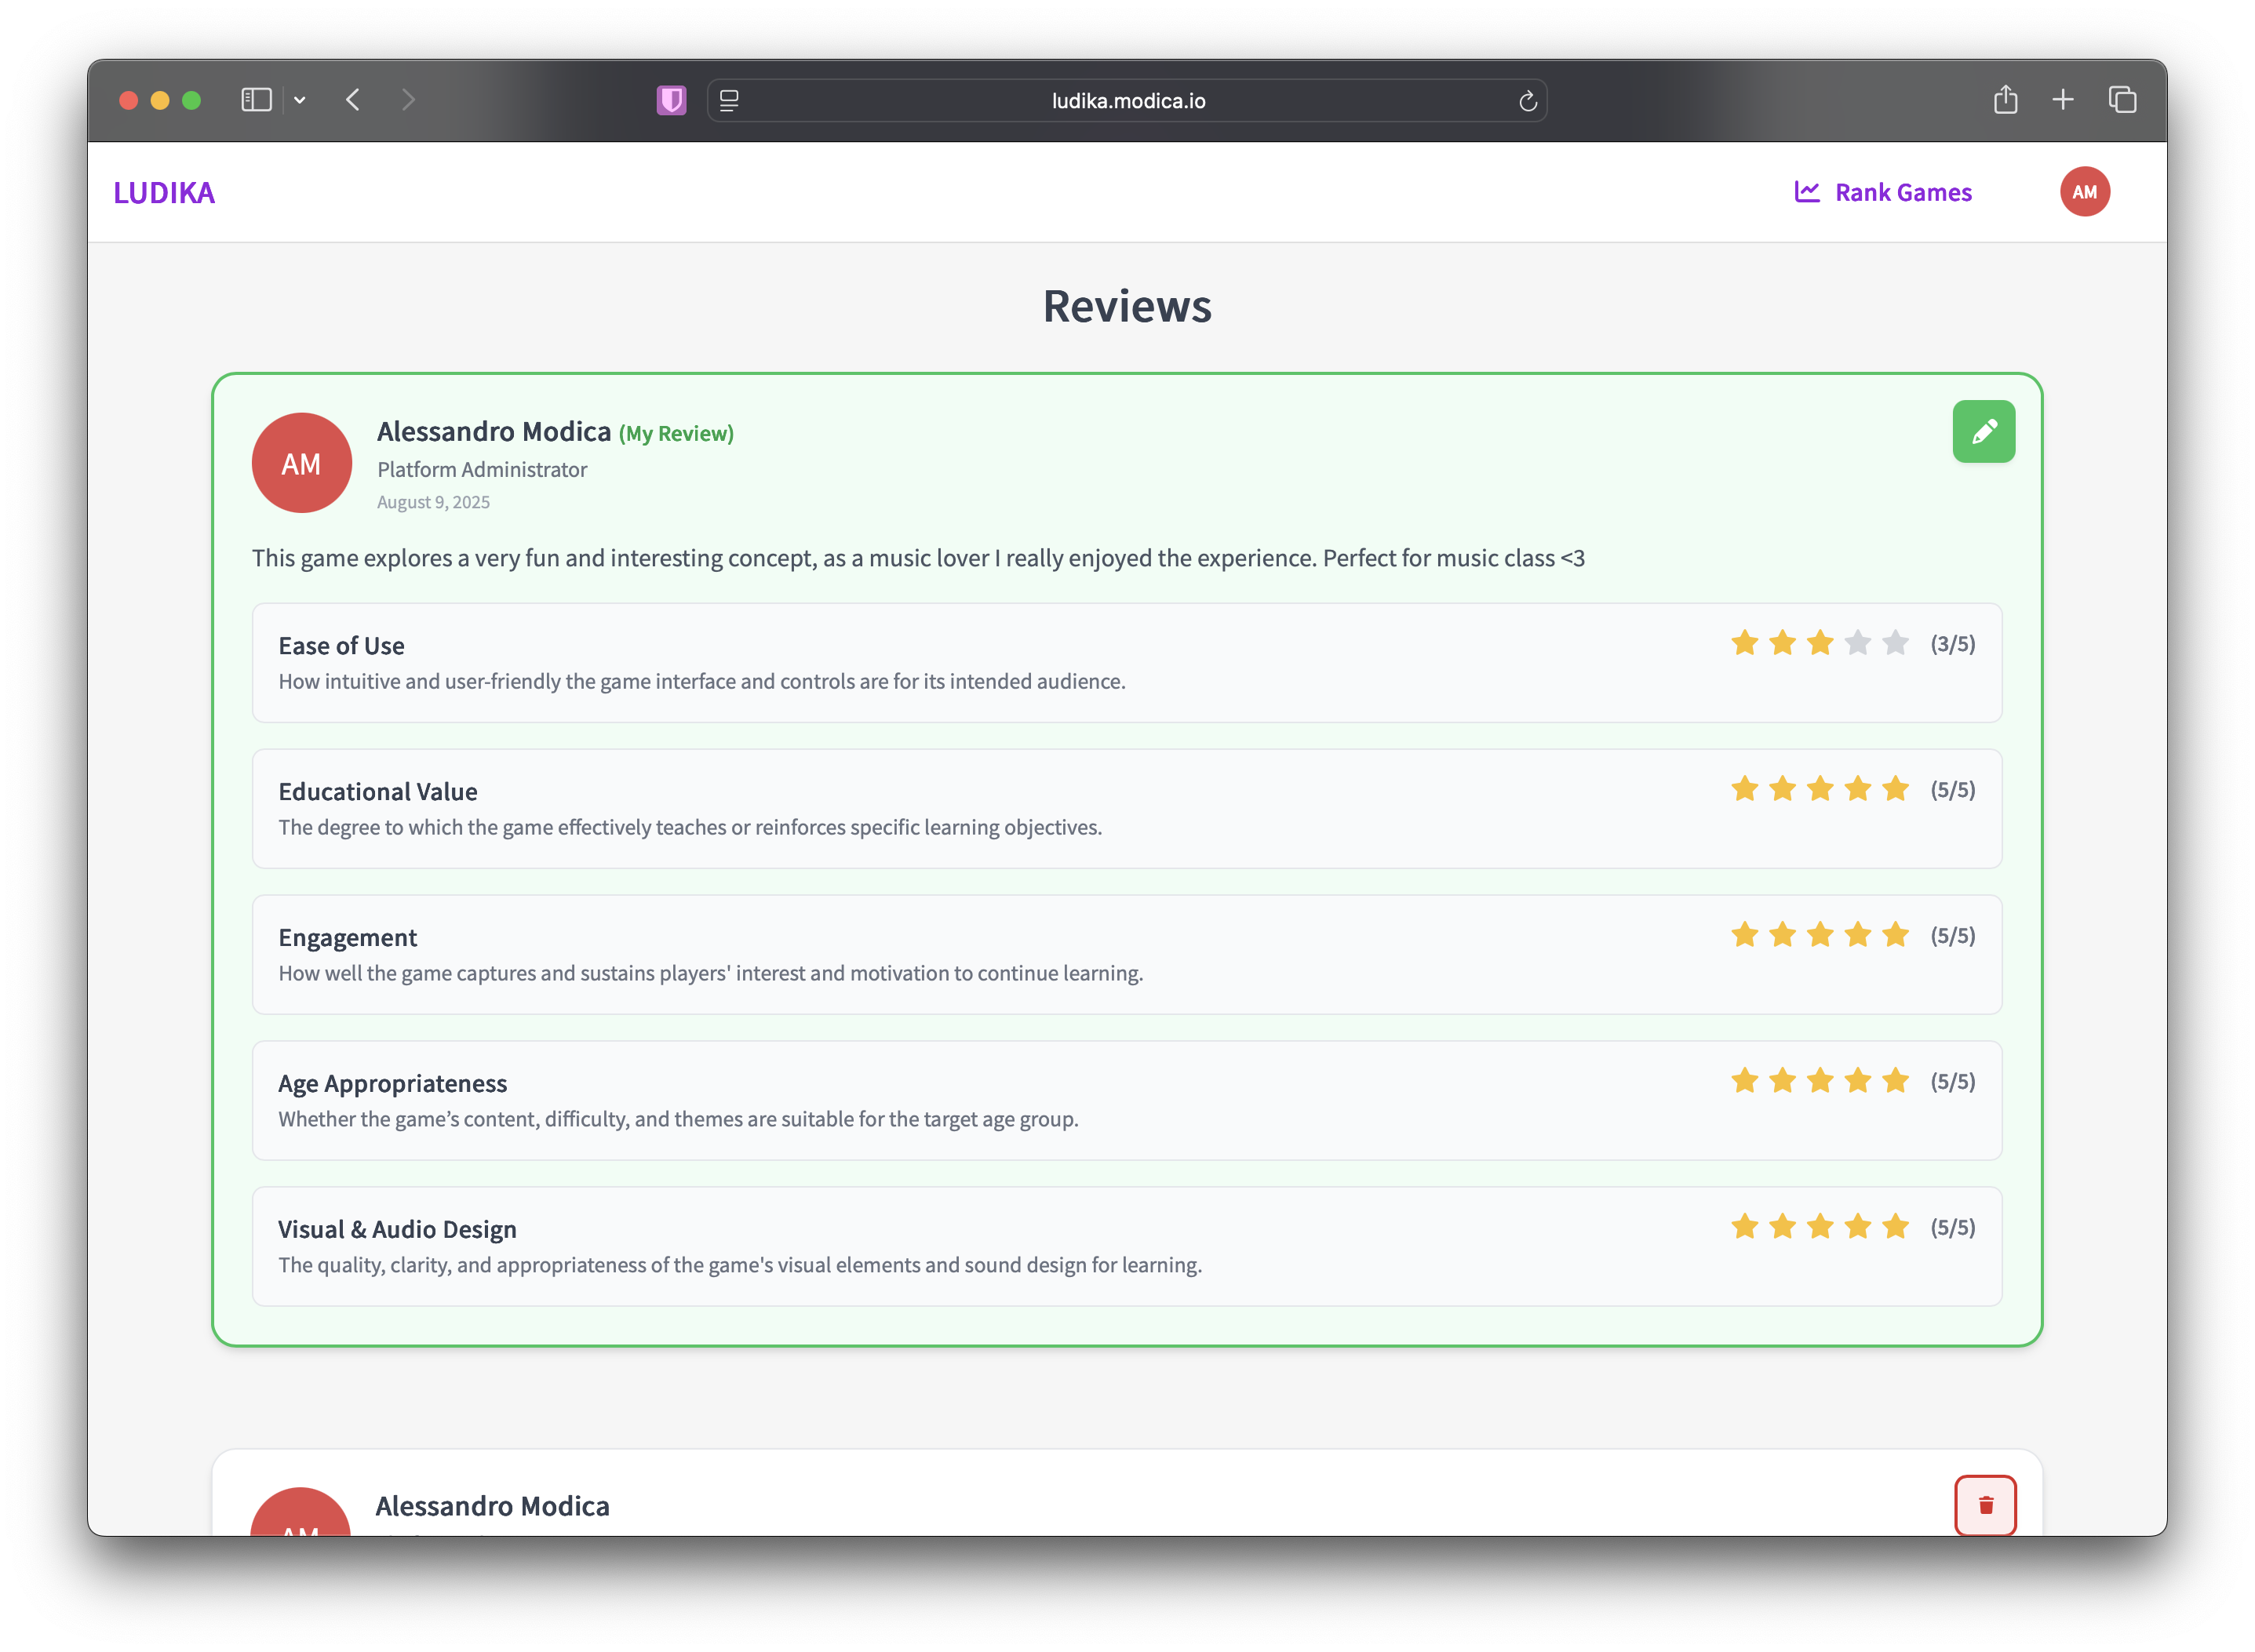 ludika.modica.io
LUDIKA
Rank Games
AM
Reviews
AM
Alessandro Modica (My Review)
Platform Administrator
August 9, 2025
This game explores a very fun and interesting concept, as a music lover I really enjoyed the experience. Perfect for music class <3
Ease of Use
(3/5)
How intuitive and user-friendly the game interface and controls are for its intended audience.
Educational Value
(5/5)
The degree to which the game effectively teaches or reinforces specific learning objectives.
Engagement
(5/5)
How well the game captures and sustains players' interest and motivation to continue learning.
Age Appropriateness
(5/5)
Whether the game’s content, difficulty, and themes are suitable for the target age group.
Visual & Audio Design
(5/5)
The quality, clarity, and appropriateness of the game's visual elements and sound design for learning.
Alessandro Modica
AM